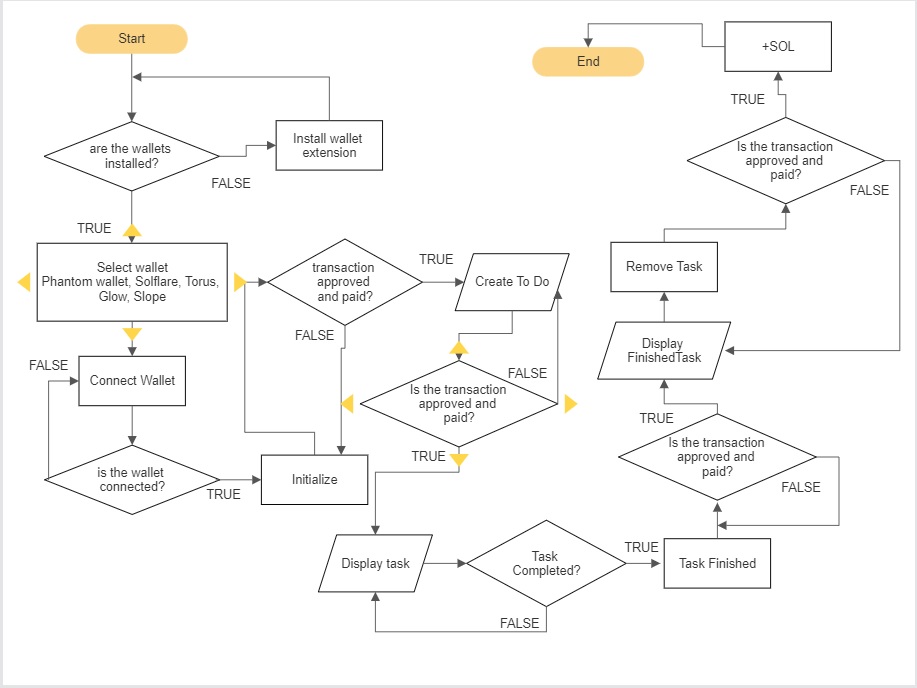 Start
are the wallets
installed?
FALSE
Install wallet
extension
TRUE
Select wallet
Phantom wallet, Solflare, Torus,
Glow, Slope
FALSE
Connect Wallet
is the wallet
connected?
TRUE
Initialize
transaction
approved
and paid?
TRUE
FALSE
Create To Do
Is the transaction
approved and
paid?
FALSE
TRUE
Display task
Task
Completed?
TRUE
FALSE
Task Finished
Is the transaction
approved and
paid?
FALSE
TRUE
Display
FinishedTask
Remove Task
Is the transaction
approved and
paid?
FALSE
TRUE
+SOL
End